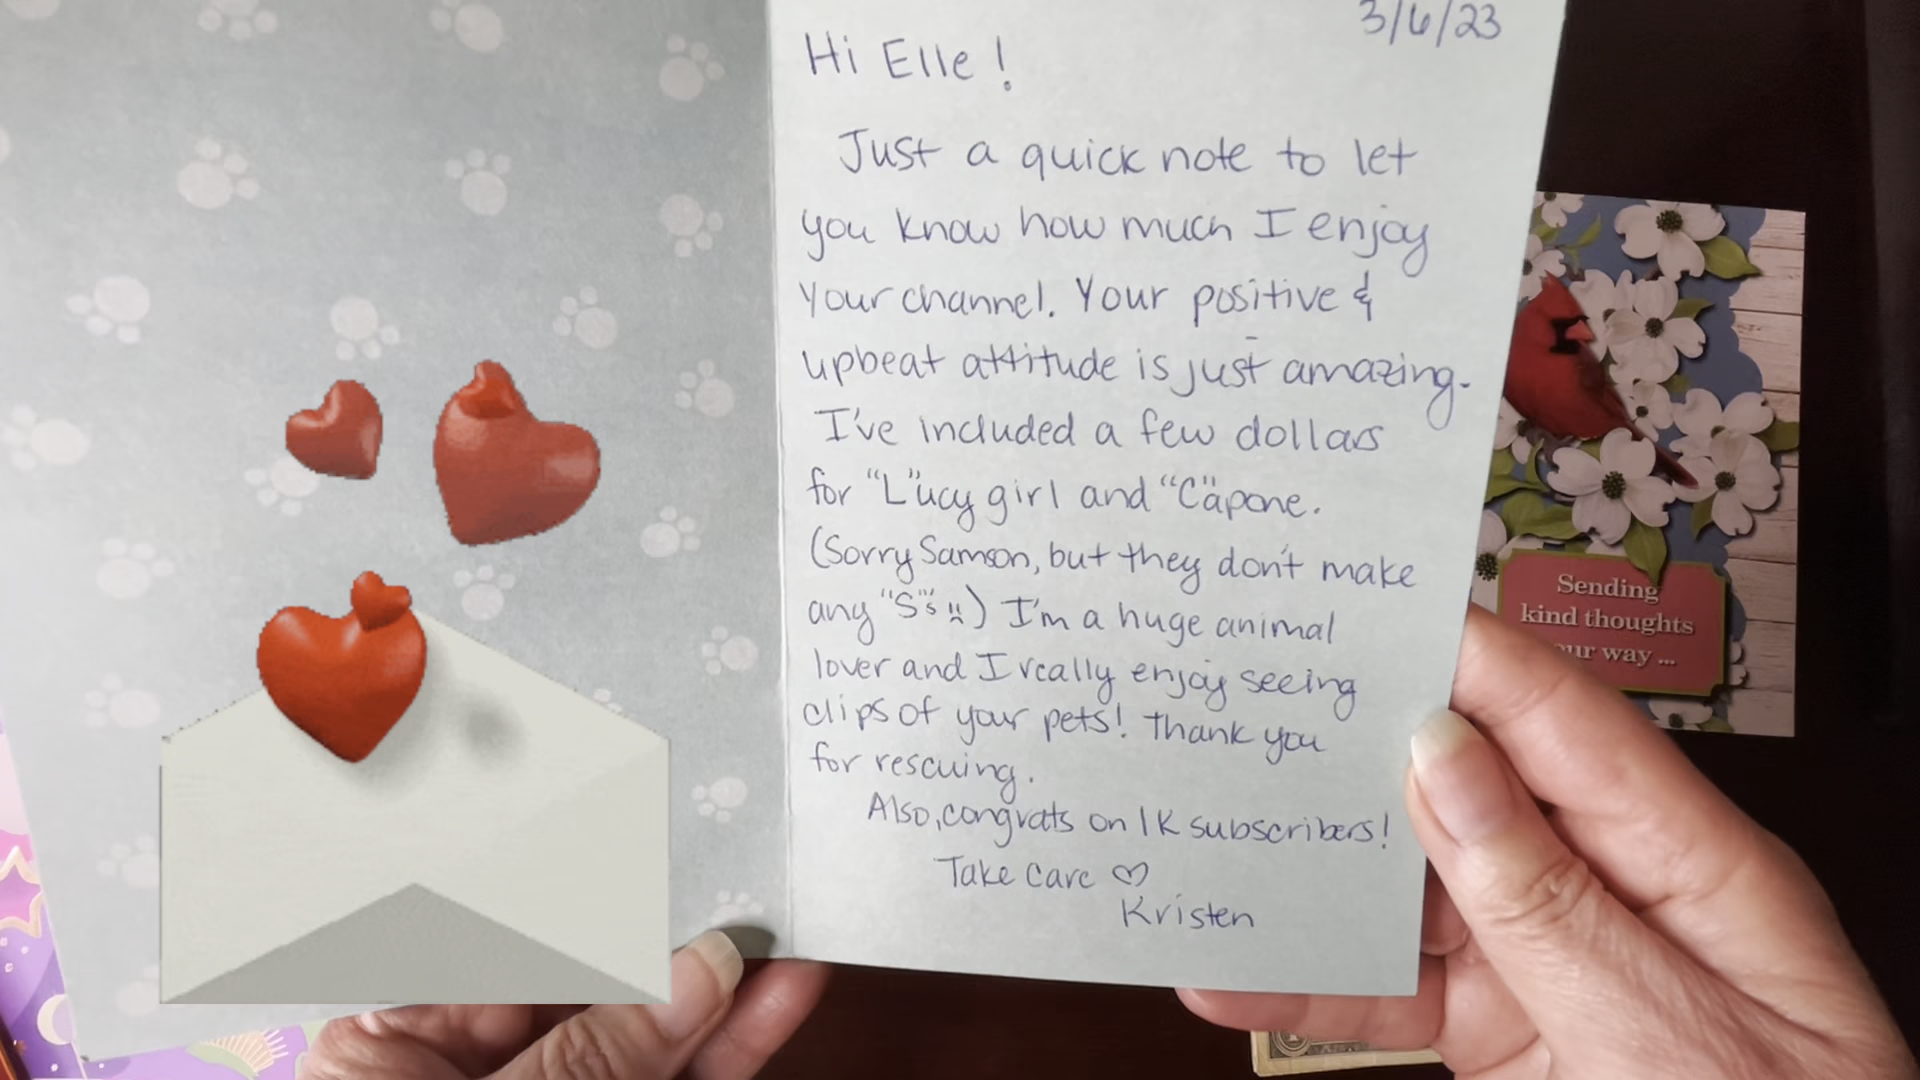 3/6/23
Hi Elle!
Just a quick note to let
you know how much I enjoy
your channel. Your positive &
upbeat attitude is just amazing.
I've included a few dollars
for "L"ucy girl and "C"apone.
(Sorry Samson, but they don't make
any "S"'s ¨) I'm a huge animal
lover and I really enjoy seeing
clips of your pets! Thank you
for rescuing.
Also, congrats on 1K subscribers!
Take Care ♡
Kristen
Sending
kind thoughts
our way ...